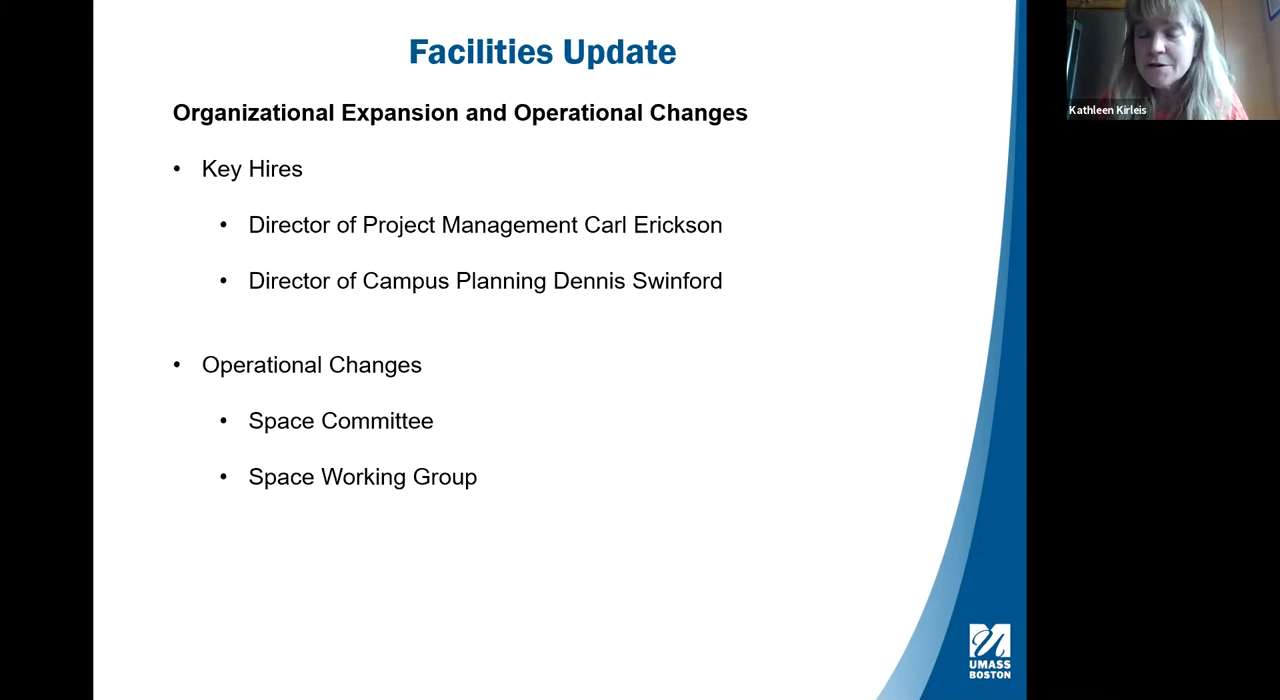 Facilities Update
Kathleen Kirleis
Organizational Expansion and Operational Changes
• Key Hires
• Director of Project Management Carl Erickson
• Director of Campus Planning Dennis Swinford
• Operational Changes
• Space Committee
• Space Working Group
UMASS
BOSTON